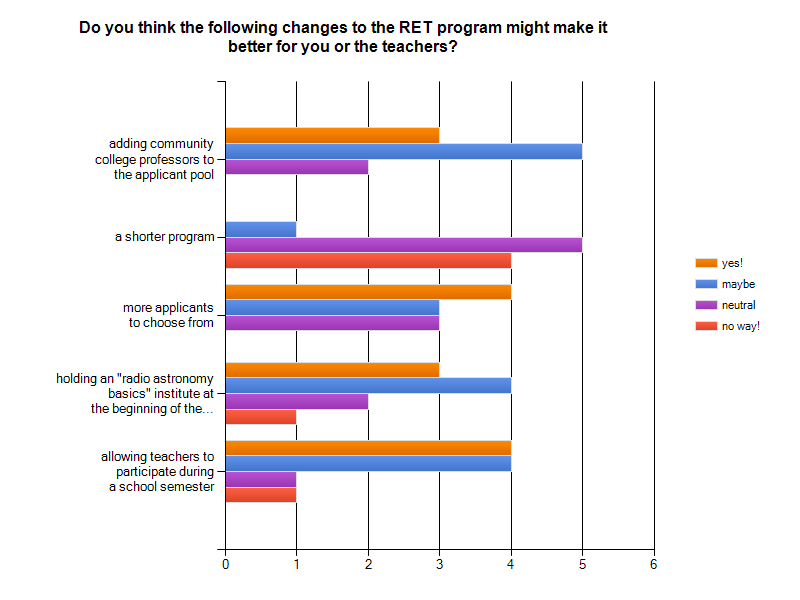 Do you think the following changes to the RET program might make it
better for you or the teachers?
adding community
college professors to
the applicant pool
a shorter program
more applicants
to choose from
holding an "radio astronomy
basics" institute at
the beginning of the...
allowing teachers to
participate during
a school semester
yes!
maybe
neutral
no way!
0 1 2 3 4 5 6